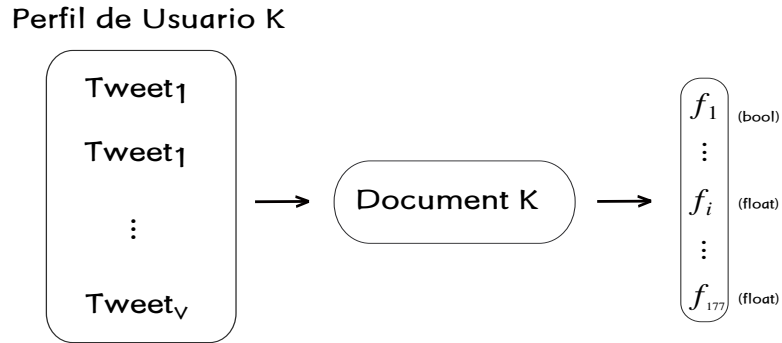 Perfil de Usuario K
Tweet1
Tweet1
⋮
Tweetv
Document K
f1 (bool)
⋮
fi (float)
⋮
f177 (float)